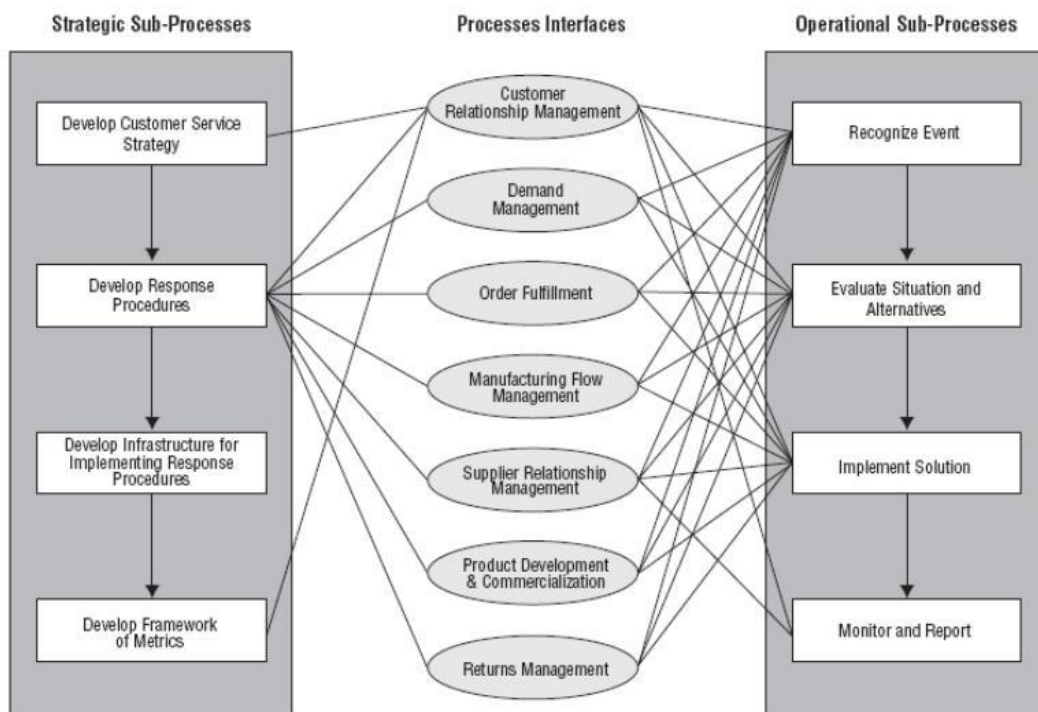 Strategic Sub-Processes
Processes Interfaces
Operational Sub-Processes
Develop Customer Service
Strategy
Develop Response
Procedures
Develop Infrastructure for
Implementing Response
Procedures
Develop Framework
of Metrics
Customer
Relationship Management
Demand
Management
Order Fulfillment
Manufacturing Flow
Management
Supplier Relationship
Management
Product Development
& Commercialization
Returns Management
Recognize Event
Evaluate Situation and
Alternatives
Implement Solution
Monitor and Report